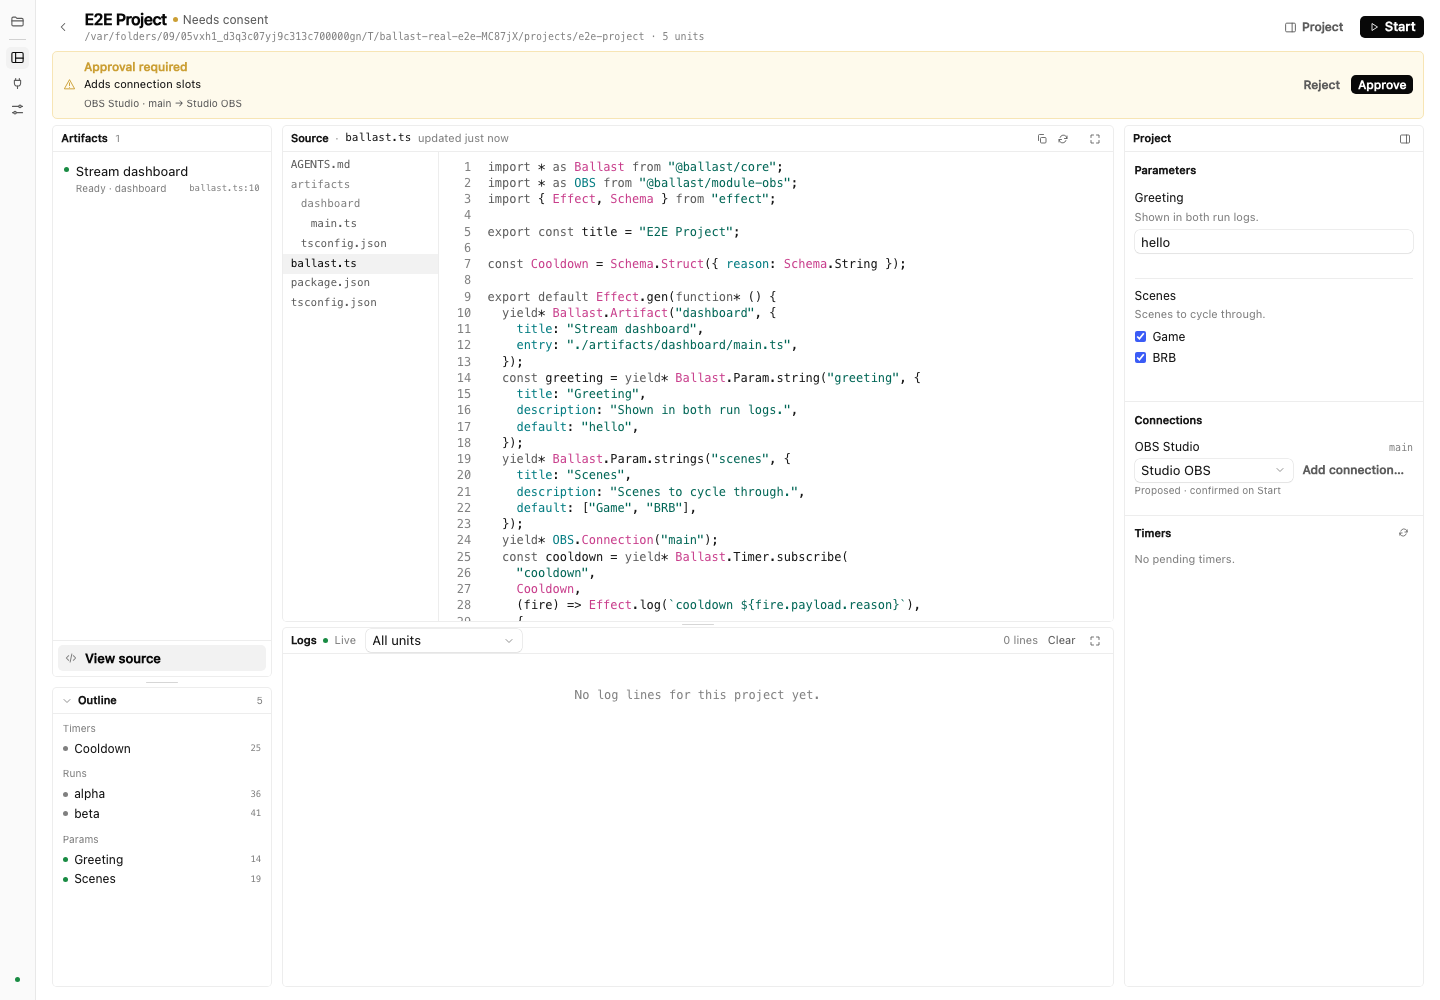 E2E Project
Needs consent
/var/folders/09/05vxh1_d3q3c07yj9c313c700000gn/T/ballast-real-e2e-MC87jX/projects/e2e-project · 5 units
Project
Start
Approval required
Adds connection slots
OBS Studio · main → Studio OBS
Reject
Approve
Artifacts 1
Stream dashboard
Ready · dashboard
ballast.ts:10
View source
Outline 5
Timers
Cooldown 25
Runs
alpha 36
beta 41
Params
Greeting 14
Scenes 19
Source · ballast.ts updated just now
AGENTS.md
artifacts
dashboard
main.ts
tsconfig.json
ballast.ts
package.json
tsconfig.json
1 import * as Ballast from "@ballast/core";
2 import * as OBS from "@ballast/module-obs";
3 import { Effect, Schema } from "effect";
4
5 export const title = "E2E Project";
6
7 const Cooldown = Schema.Struct({ reason: Schema.String });
8
9 export default Effect.gen(function* () {
10 yield* Ballast.Artifact("dashboard", {
11 title: "Stream dashboard",
12 entry: "./artifacts/dashboard/main.ts",
13 });
14 const greeting = yield* Ballast.Param.string("greeting", {
15 title: "Greeting",
16 description: "Shown in both run logs.",
17 default: "hello",
18 });
19 yield* Ballast.Param.strings("scenes", {
20 title: "Scenes",
21 description: "Scenes to cycle through.",
22 default: ["Game", "BRB"],
23 });
24 yield* OBS.Connection("main");
25 const cooldown = yield* Ballast.Timer.subscribe(
26 "cooldown",
27 Cooldown,
28 (fire) => Effect.log(`cooldown ${fire.payload.reason}`),
29 {
Logs Live All units
0 lines Clear
No log lines for this project yet.
Project
Parameters
Greeting
Shown in both run logs.
hello
Scenes
Scenes to cycle through.
Game
BRB
Connections
OBS Studio main
Studio OBS Add connection...
Proposed · confirmed on Start
Timers
No pending timers.